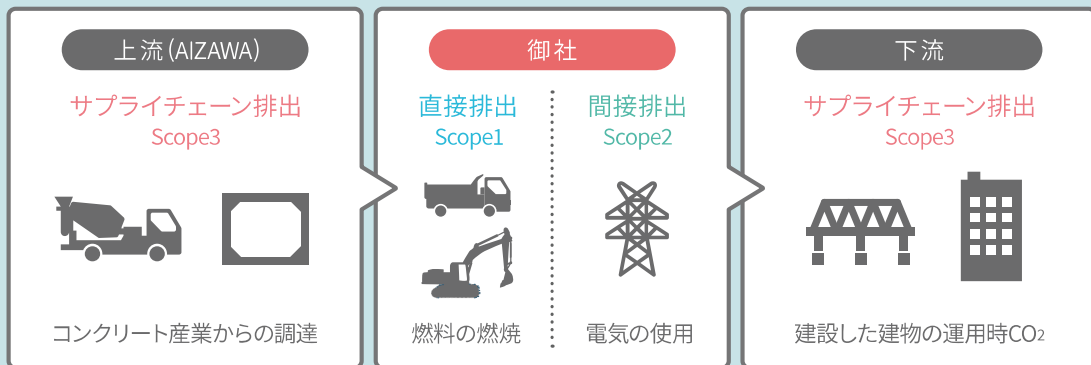 上流(AIZAWA)
サプライチェーン排出
Scope3
コンクリート産業からの調達
御社
直接排出
Scope1
燃料の燃焼
間接排出
Scope2
電気の使用
下流
サプライチェーン排出
Scope3
建設した建物の運用時CO2